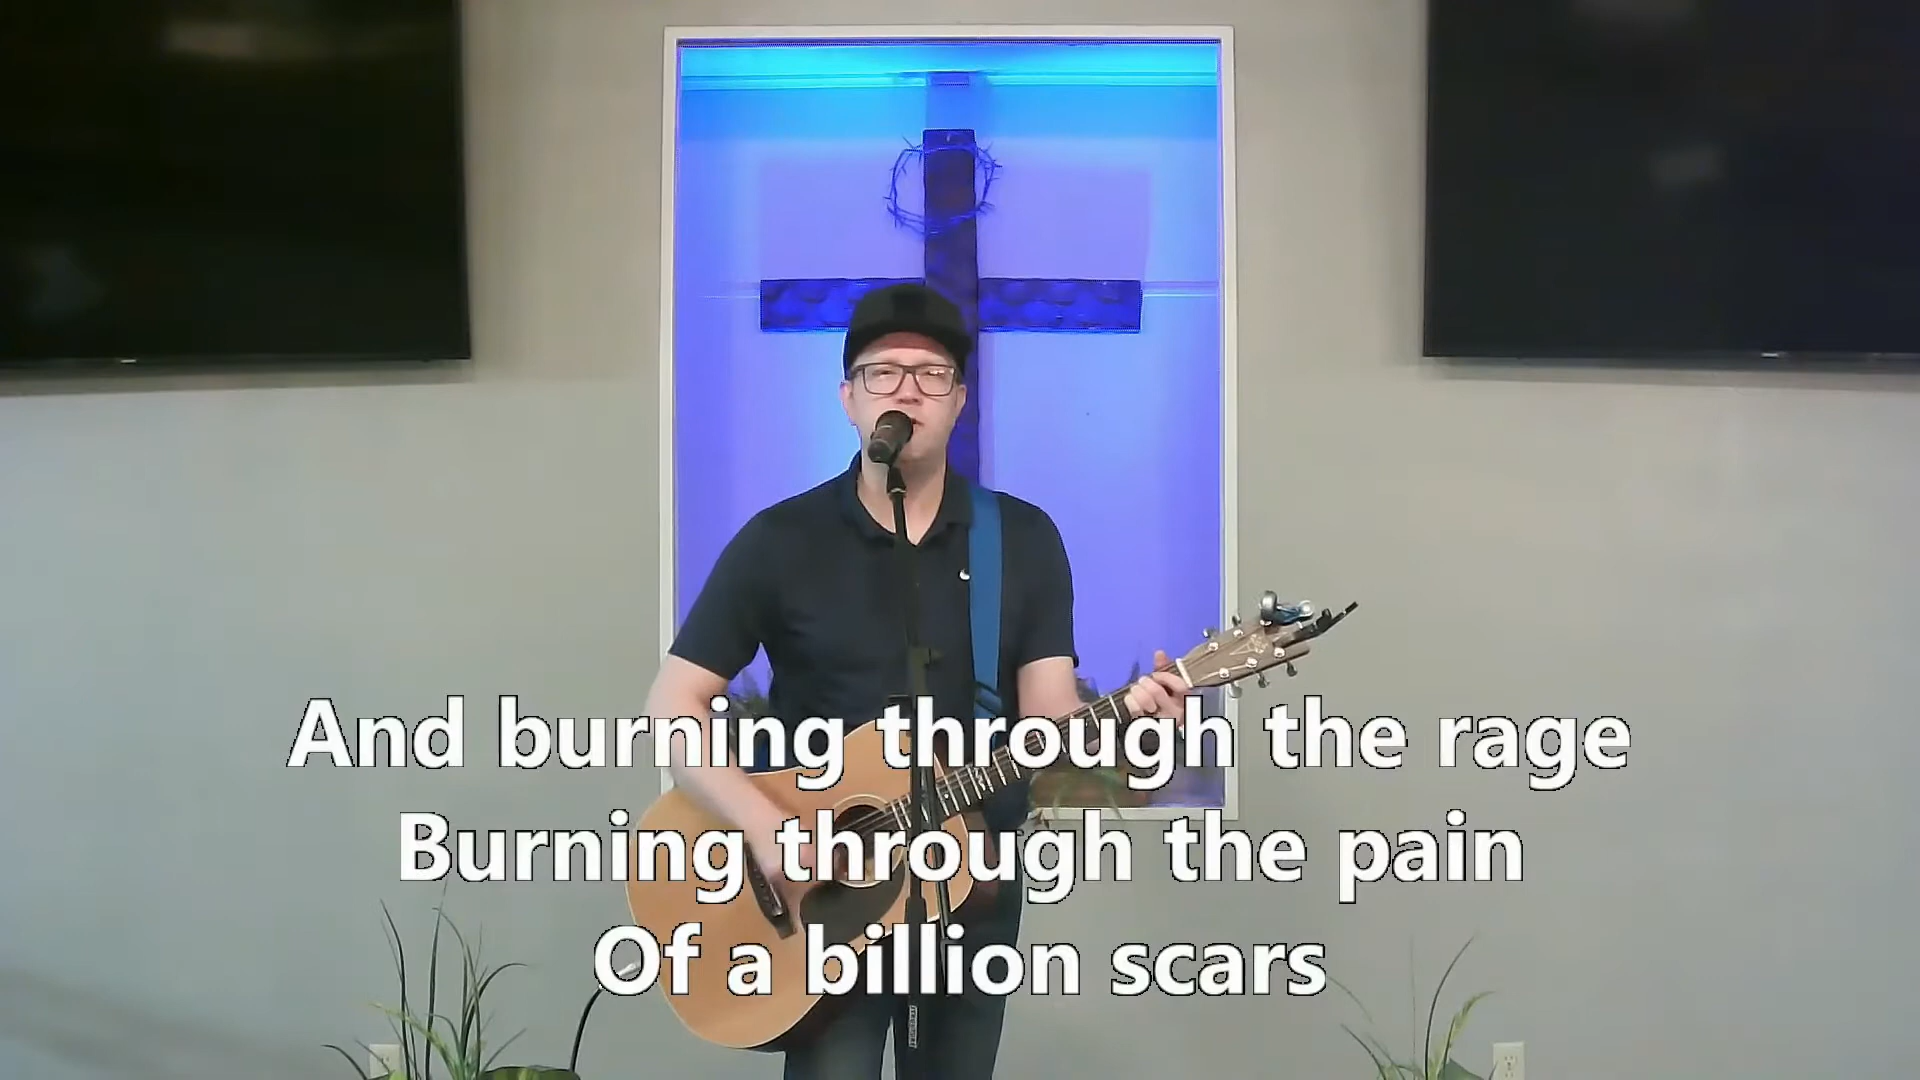 And burning through the rage
Burning through the pain
Of a billion scars